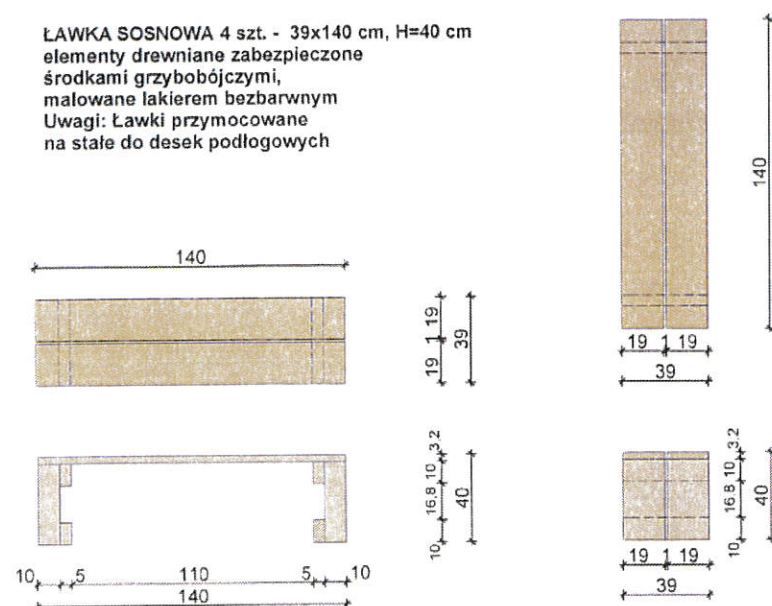 ŁAWKA SOSNOWA 4 szt. - 39x140 cm, H=40 cm
elementy drewniane zabezpieczone
środkami grzybobójczymi,
malowane lakierem bezbarwnym
Uwagi: Ławki przymocowane
na stałe do desek podłogowych
140
19 1 19
39
140
19 1 19
39
3,2
10
16,8
10
40
10 5 110 5 10
140
3,2
10
16,8
10
40
19 1 19
39